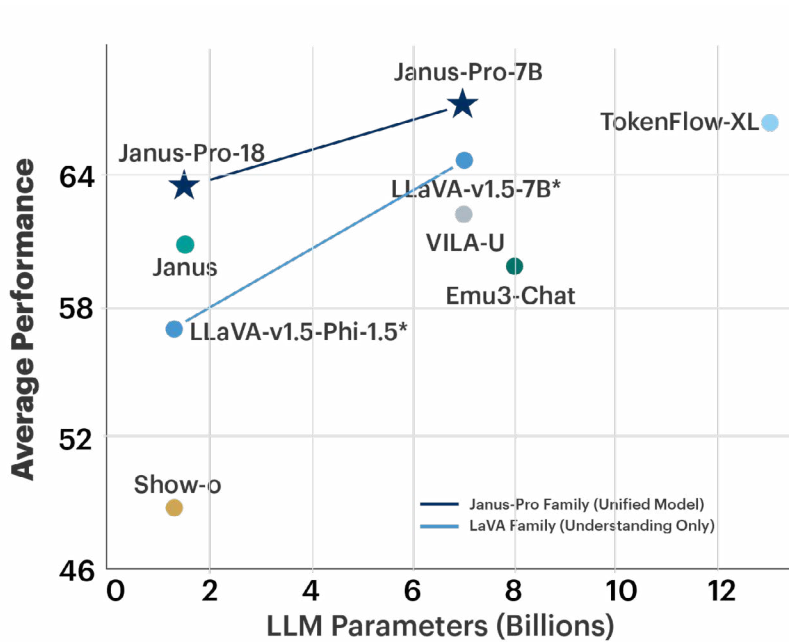 Janus-Pro-7B
TokenFlow-XL
Janus-Pro-18
64
LLaVA-v1.5-7B*
VILA-U
Janus
Emu3-Chat
58
LLaVA-v1.5-Phi-1.5*
Average Performance
52
Show-o
Janus-Pro Family (Unified Model)
LaVA Family (Understanding Only)
46
0 2 4 6 8 10 12
LLM Parameters (Billions)